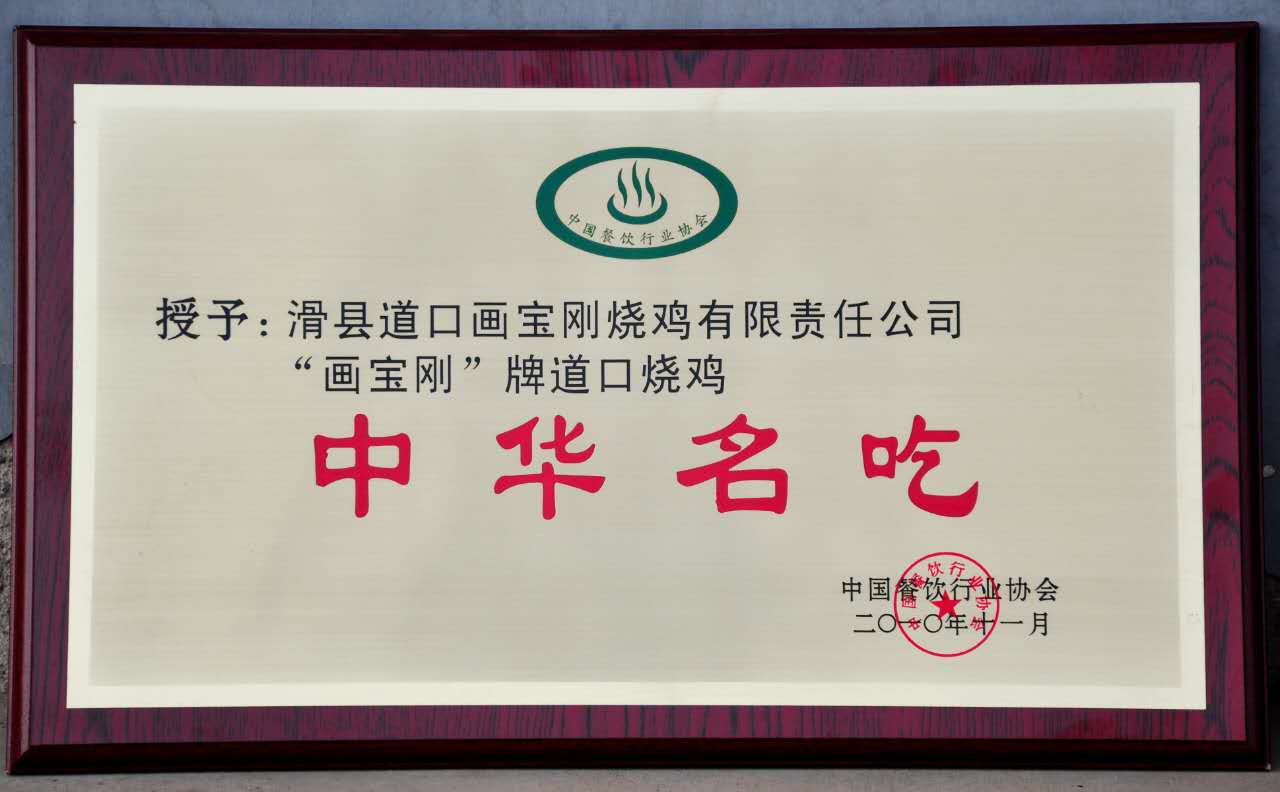 中国餐饮行业协会
授予：滑县道口画宝刚烧鸡有限责任公司
“画宝刚”牌道口烧鸡
中华名吃
中国餐饮行业协会
二〇一〇年十一月
中国餐饮行业协会